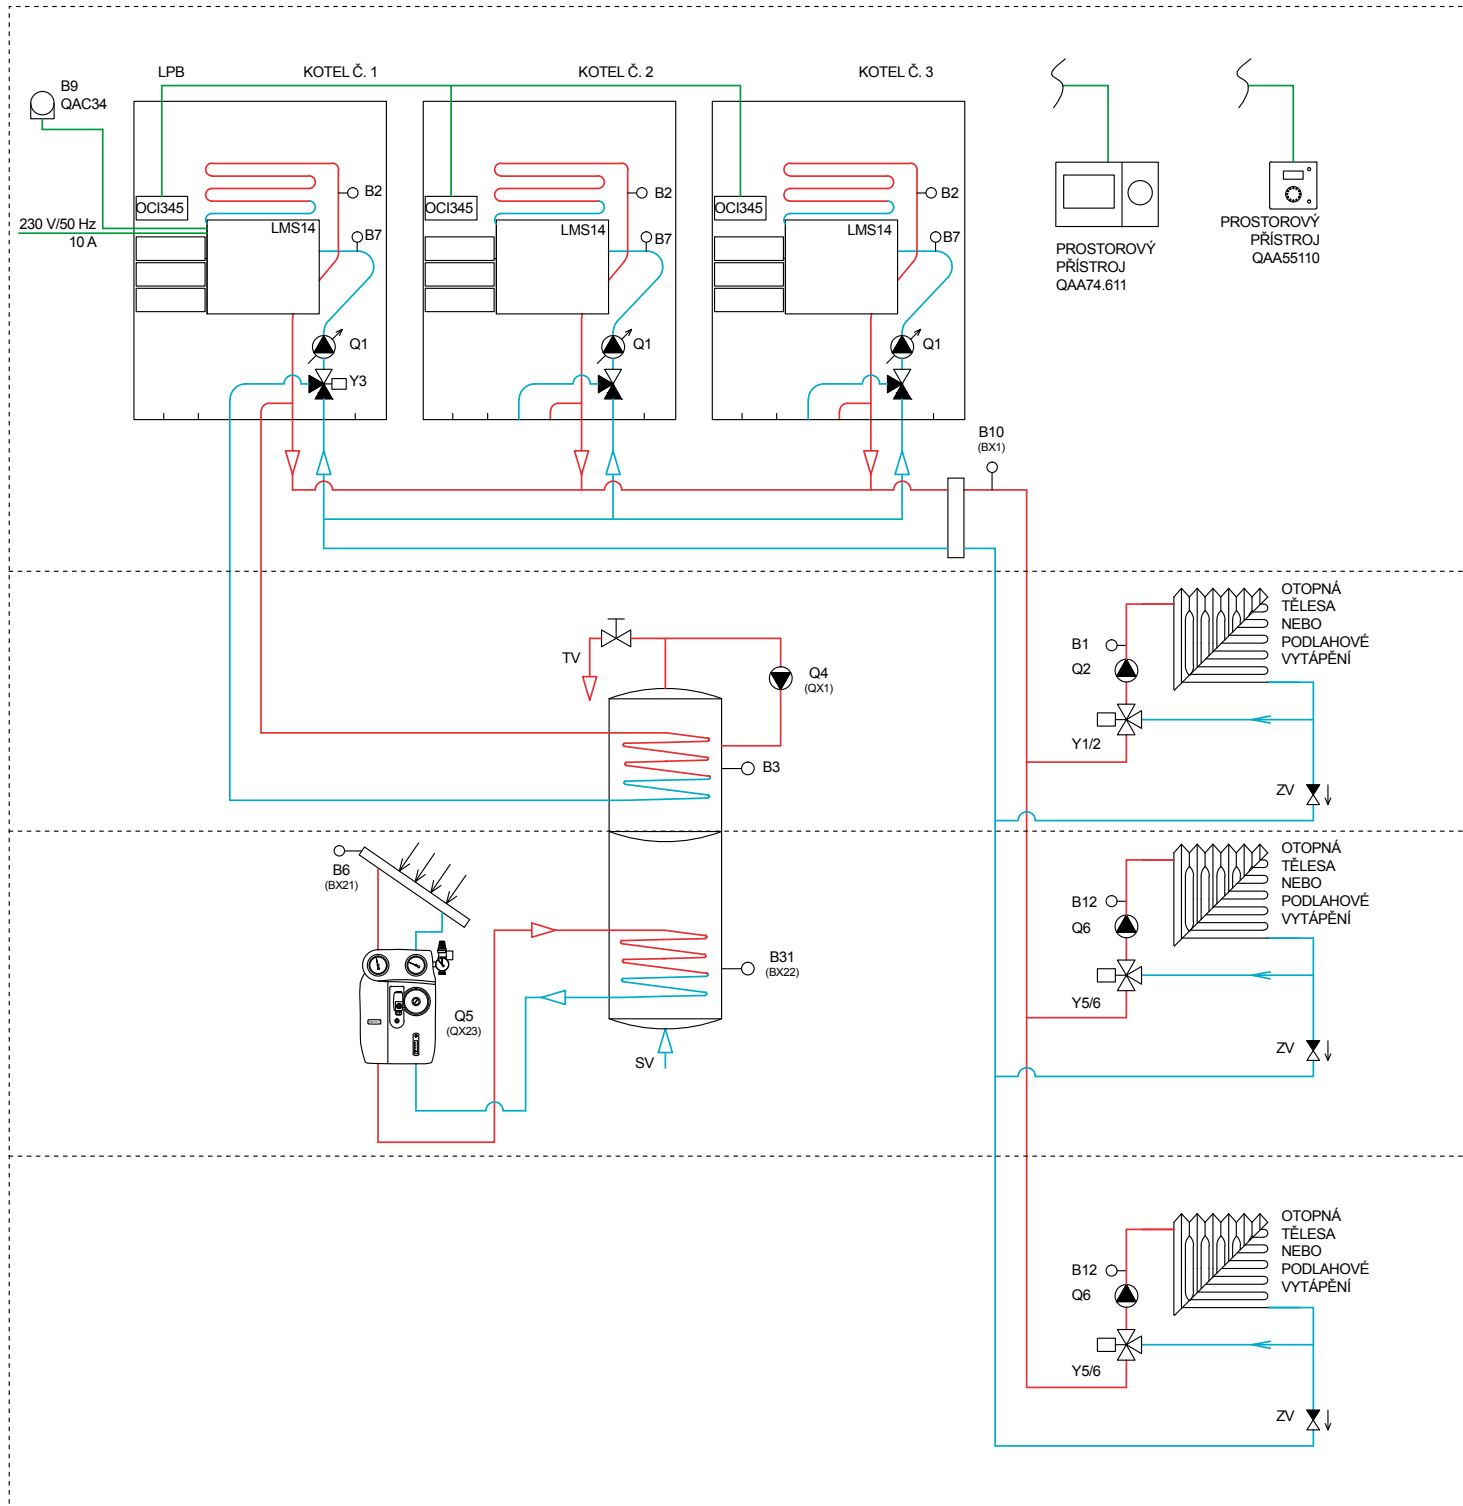 LPB
KOTEL Č. 1
KOTEL Č. 2
KOTEL Č. 3
B9
QAC34
B2
B2
B2
OCI345
OCI345
OCI345
230 V/50 Hz
10 A
LMS14
LMS14
LMS14
B7
B7
B7
PROSTOROVÝ
PŘÍSTROJ
QAA74.611
PROSTOROVÝ
PŘÍSTROJ
QAA55110
Q1
Q1
Q1
Y3
B10
(BX1)
TV
Q4
(QX1)
B3
B1
Q2
Y1/2
OTOPNÁ
TĚLESA
NEBO
PODLAHOVÉ
VYTÁPĚNÍ
ZV
B6
(BX21)
B31
(BX22)
Q5
(QX23)
SV
B12
Q6
Y5/6
OTOPNÁ
TĚLESA
NEBO
PODLAHOVÉ
VYTÁPĚNÍ
ZV
B12
Q6
Y5/6
OTOPNÁ
TĚLESA
NEBO
PODLAHOVÉ
VYTÁPĚNÍ
ZV